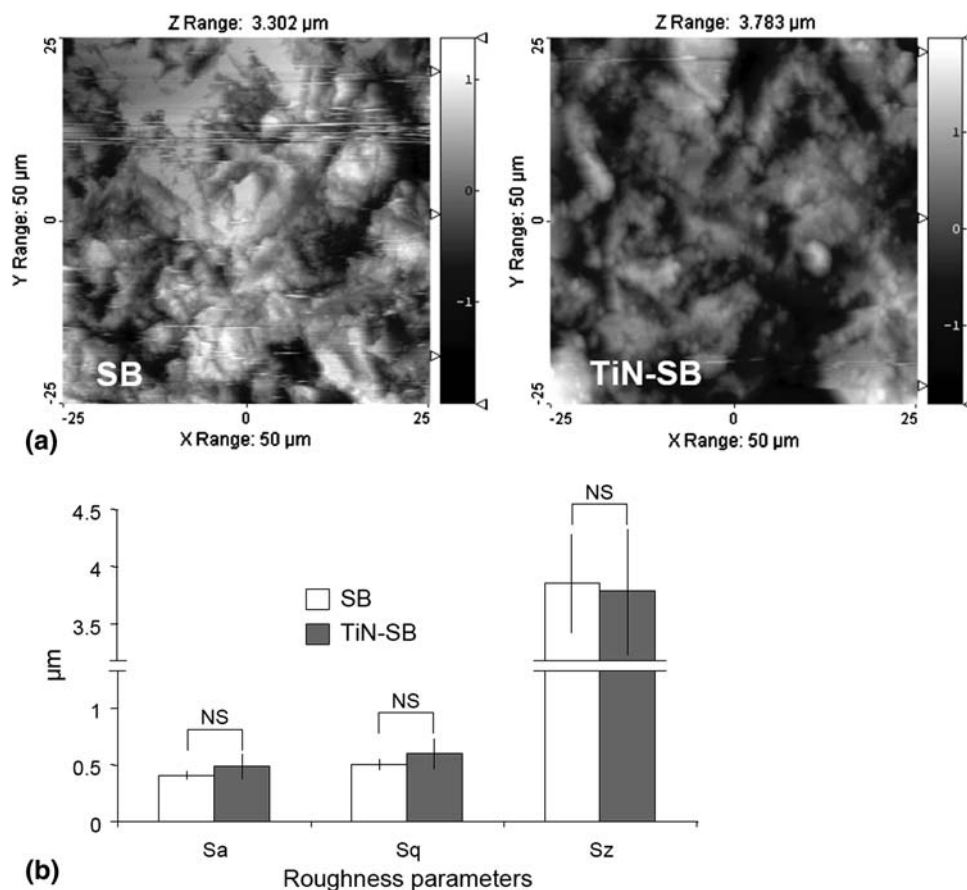 Z Range: 3.302 µm
Z Range: 3.783 µm
25
0
-25
Y Range: 50 µm
1
0
-1
SB
-25 0 25
X Range: 50 µm
25
0
-25
Y Range: 50 µm
1
0
-1
TiN-SB
-25 0 25
X Range: 50 µm
(a)
4.5
4
3.5
1
0.5
0
µm
NS
NS
NS
SB
TiN-SB
Sa Sq Sz
Roughness parameters
(b)